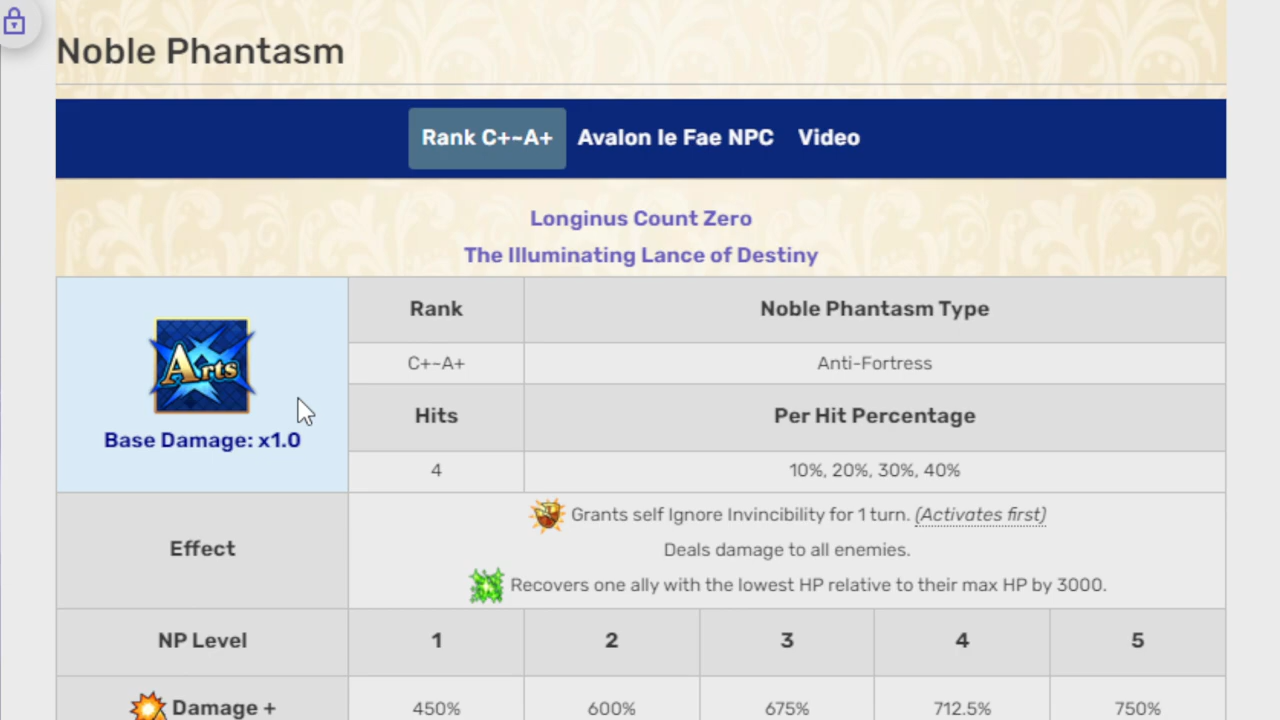 Noble Phantasm
Rank C+~A+ Avalon le Fae NPC Video
Longinus Count Zero
The Illuminating Lance of Destiny
Arts
Base Damage: x1.0
Rank Noble Phantasm Type
C+~A+ Anti-Fortress
Hits Per Hit Percentage
4 10%, 20%, 30%, 40%
Effect
Grants self Ignore Invincibility for 1 turn. (Activates first)
Deals damage to all enemies.
Recovers one ally with the lowest HP relative to their max HP by 3000.
NP Level 1 2 3 4 5
Damage + 450% 600% 675% 712.5% 750%